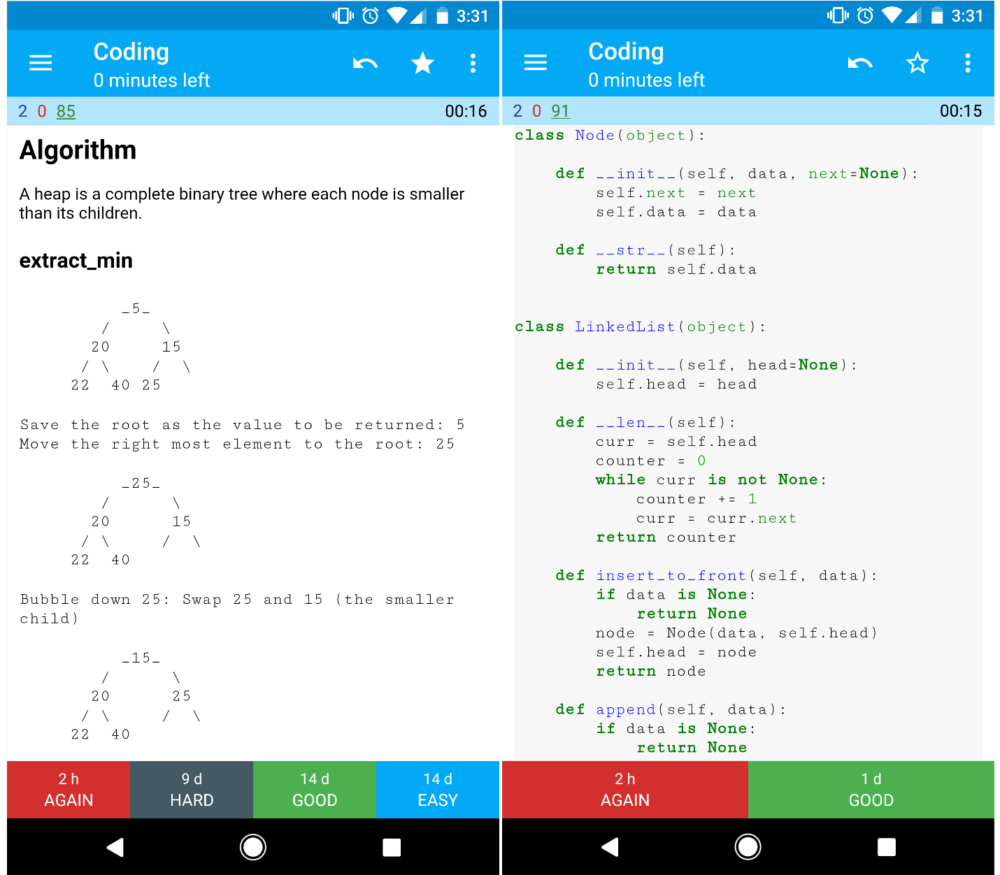 3:31
Coding
0 minutes left
2 0 85
00:16
Algorithm
A heap is a complete binary tree where each node is smaller
than its children.
extract_min
_5_
/ \
20 15
/ \ / \
22 40 25
Save the root as the value to be returned: 5
Move the right most element to the root: 25
_25_
/ \
20 15
/ \ / \
22 40
Bubble down 25: Swap 25 and 15 (the smaller
child)
_15_
/ \
20 25
/ \ / \
22 40
2 h
AGAIN
9 d
HARD
14 d
GOOD
14 d
EASY
3:31
Coding
0 minutes left
2 0 91
00:15
class Node(object):
def __init__(self, data, next=None):
self.next = next
self.data = data
def __str__(self):
return self.data
class LinkedList(object):
def __init__(self, head=None):
self.head = head
def __len__(self):
curr = self.head
counter = 0
while curr is not None:
counter += 1
curr = curr.next
return counter
def insert_to_front(self, data):
if data is None:
return None
node = Node(data, self.head)
self.head = node
return node
def append(self, data):
if data is None:
return None
2 h
AGAIN
1 d
GOOD